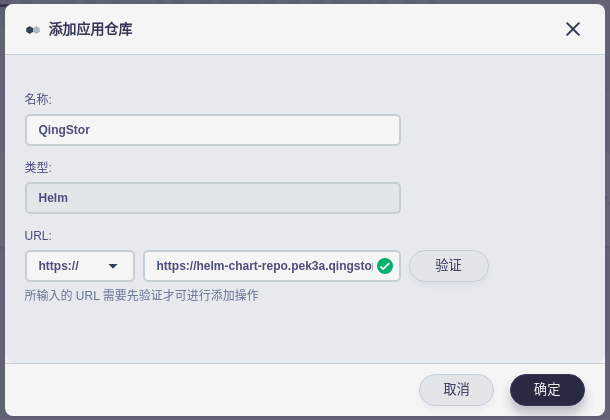 添加应用仓库
名称:
QingStor
类型:
Helm
URL:
https:// https://helm-chart-repo.pek3a.qingsto 验证
所输入的 URL 需要先验证才可进行添加操作
取消 确定